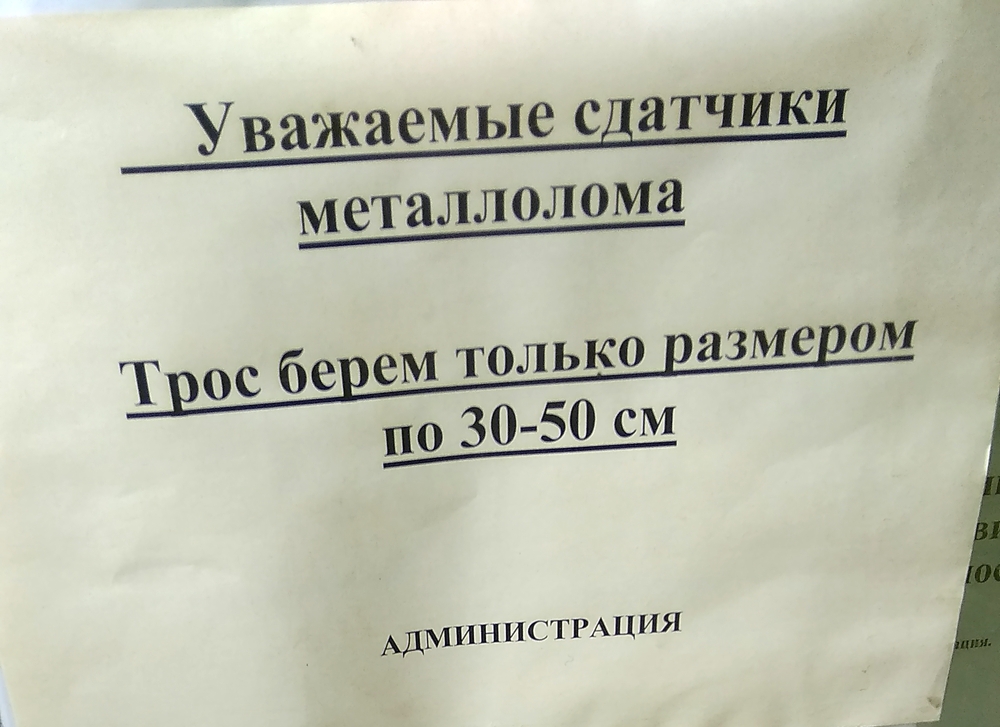 Уважаемые сдатчики
металлолома
Трос берем только размером
по 30-50 см
АДМИНИСТРАЦИЯ